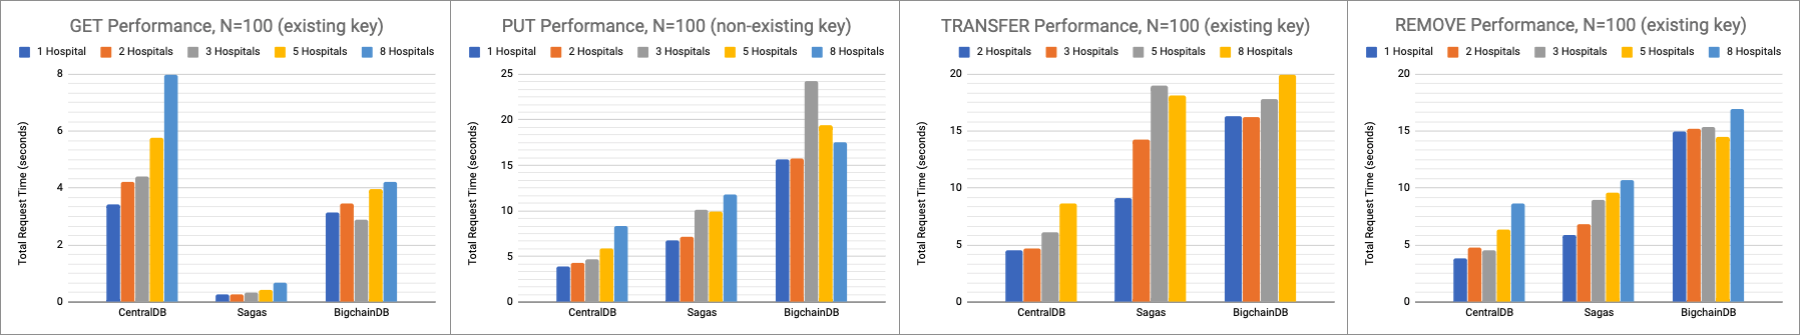 GET Performance, N=100 (existing key)
1 Hospital 2 Hospitals 3 Hospitals 5 Hospitals 8 Hospitals
Total Request Time (seconds)
8
6
4
2
0
CentralDB Sagas BigchainDB
PUT Performance, N=100 (non-existing key)
1 Hospital 2 Hospitals 3 Hospitals 5 Hospitals 8 Hospitals
Total Request Time (seconds)
25
20
15
10
5
0
CentralDB Sagas BigchainDB
TRANSFER Performance, N=100 (existing key)
2 Hospitals 3 Hospitals 5 Hospitals 8 Hospitals
Total Request Time (seconds)
20
15
10
5
0
CentralDB Sagas BigchainDB
REMOVE Performance, N=100 (existing key)
1 Hospital 2 Hospitals 3 Hospitals 5 Hospitals 8 Hospitals
Total Request Time (seconds)
20
15
10
5
0
CentralDB Sagas BigchainDB